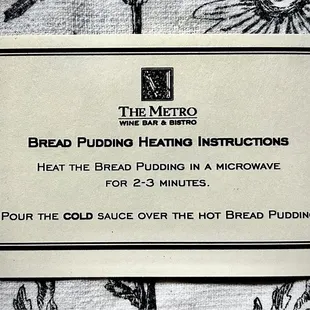 M
THE METRO
WINE BAR & BISTRO
BREAD PUDDING HEATING INSTRUCTIONS
HEAT THE BREAD PUDDING IN A MICROWAVE
FOR 2-3 MINUTES.
POUR THE COLD SAUCE OVER THE HOT BREAD PUDDIN